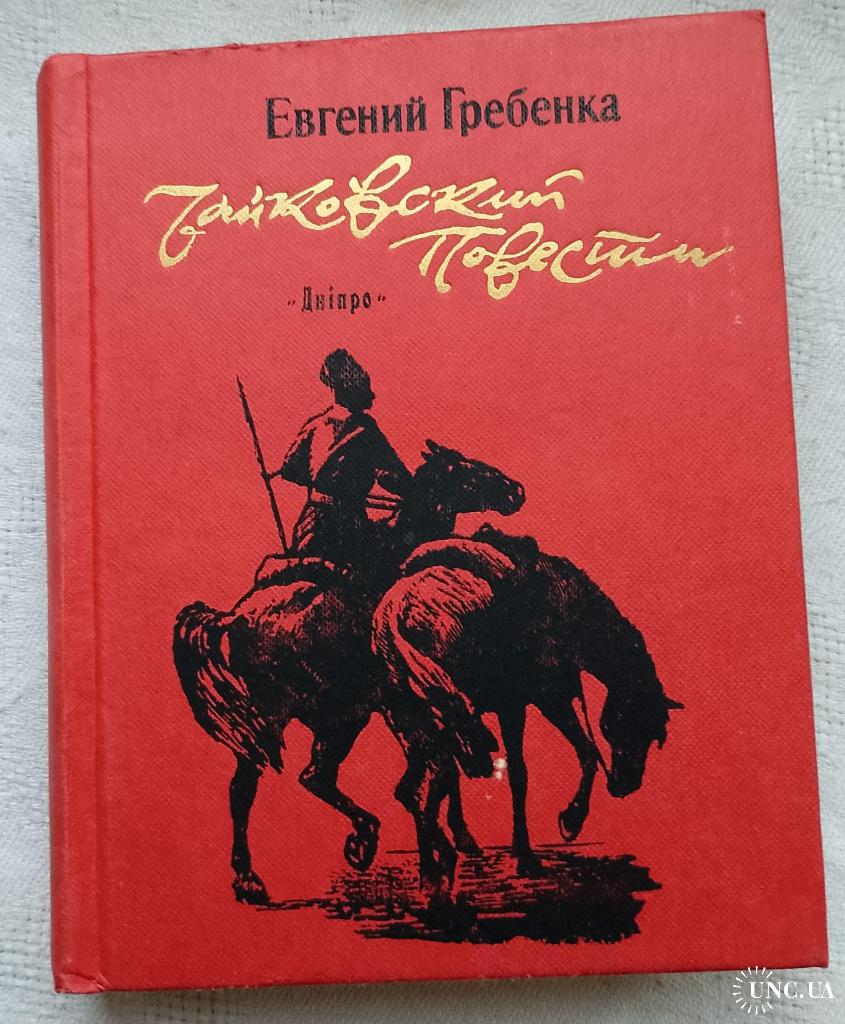 Евгений Гребенка
Чайковский
Повести
„Дніпро"
UNC.UA